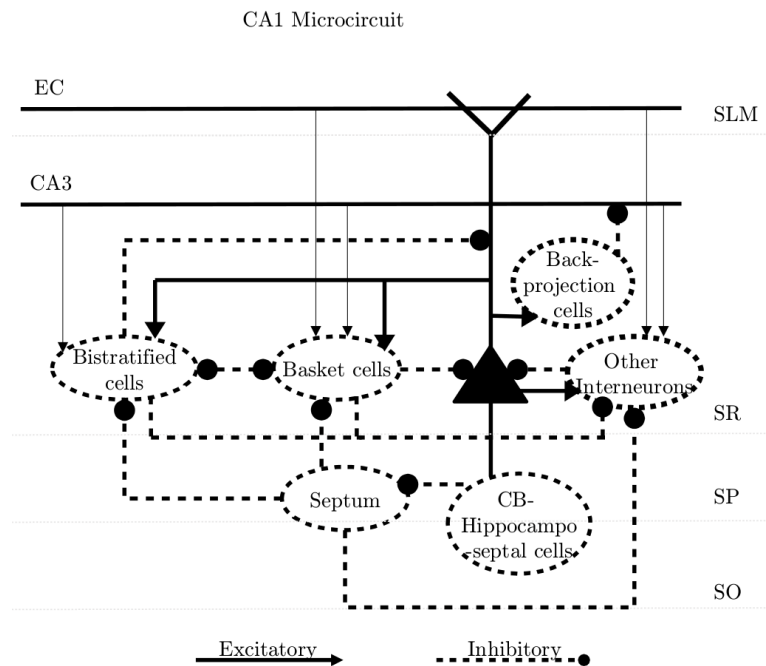 CA1 Microcircuit
EC
SLM
CA3
Back-
projection
cells
Bistratified
cells
Basket cells
Other
Interneurons
SR
Septum
CB-
Hippocampo
-septal cells
SP
SO
Excitatory
Inhibitory